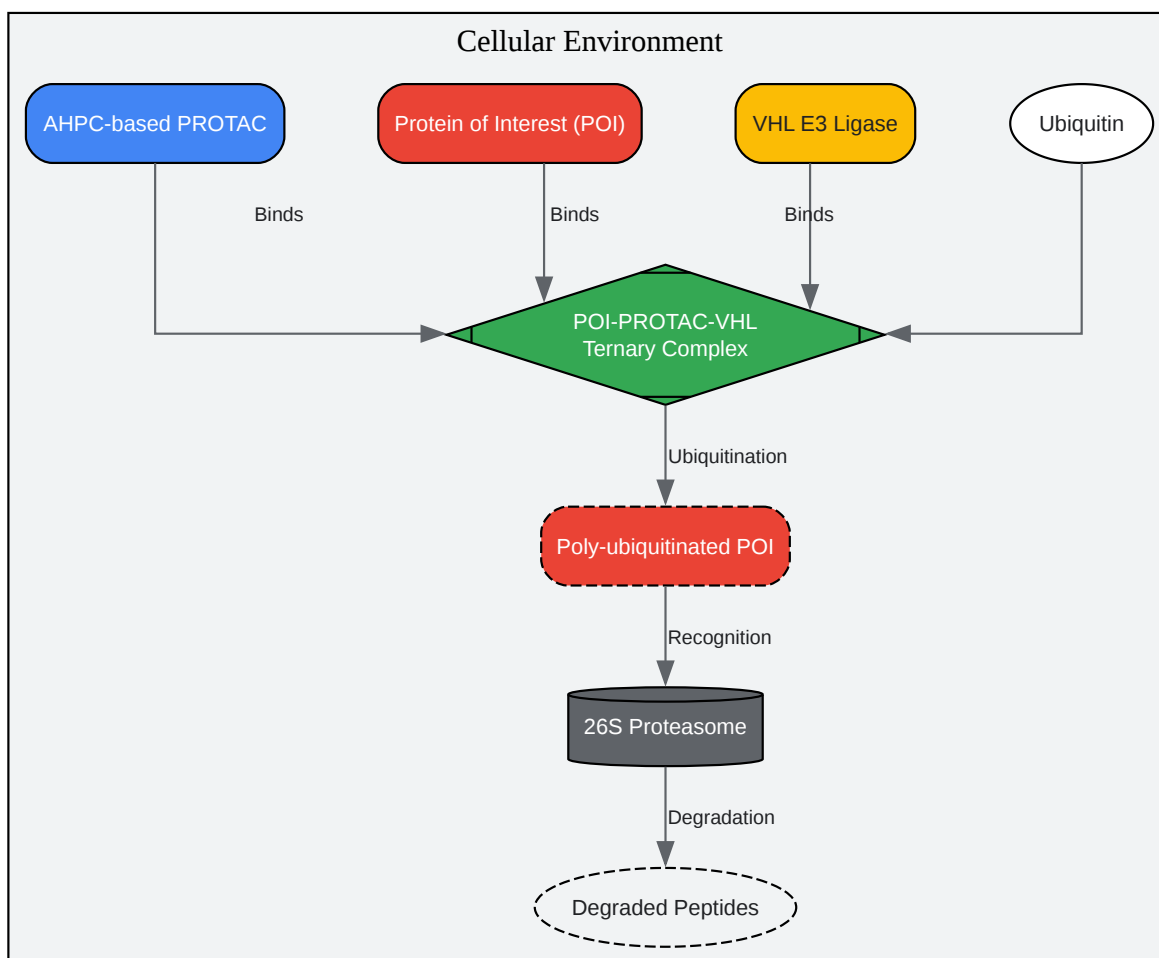 Cellular Environment
AHPC-based PROTAC
Protein of Interest (POI)
VHL E3 Ligase
Ubiquitin
Binds
Binds
Binds
POI-PROTAC-VHL
Ternary Complex
Ubiquitination
Poly-ubiquitinated POI
Recognition
26S Proteasome
Degradation
Degraded Peptides